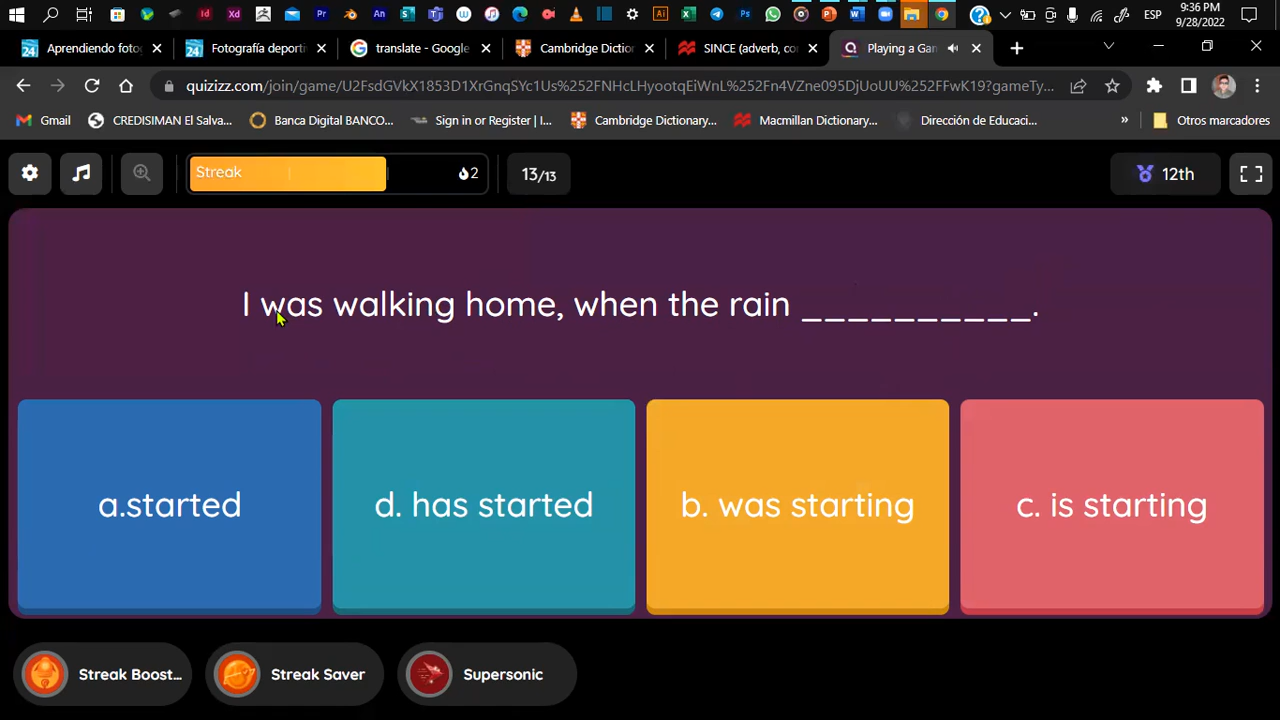 9:36 PM
ESP
9/28/2022
Aprendiendo foto
Fotografía deporti
translate - Google
Cambridge Diction
SINCE (adverb, co
Playing a Gam
quizizz.com/join/game/U2FsdGVkX1853D1XrGnqSYc1Us%252FNHcLHyootqEiWnL%252Fn4VZne095DjUoUU%252FFwK19?gameTy...
Gmail
CREDISIMAN El Salva...
Banca Digital BANCO...
Sign in or Register | I...
Cambridge Dictionary...
Macmillan Dictionary...
Dirección de Educaci...
»
Otros marcadores
Streak
2
13/13
12th
I was walking home, when the rain __________.
a.started
d. has started
b. was starting
c. is starting
Streak Boost...
Streak Saver
Supersonic